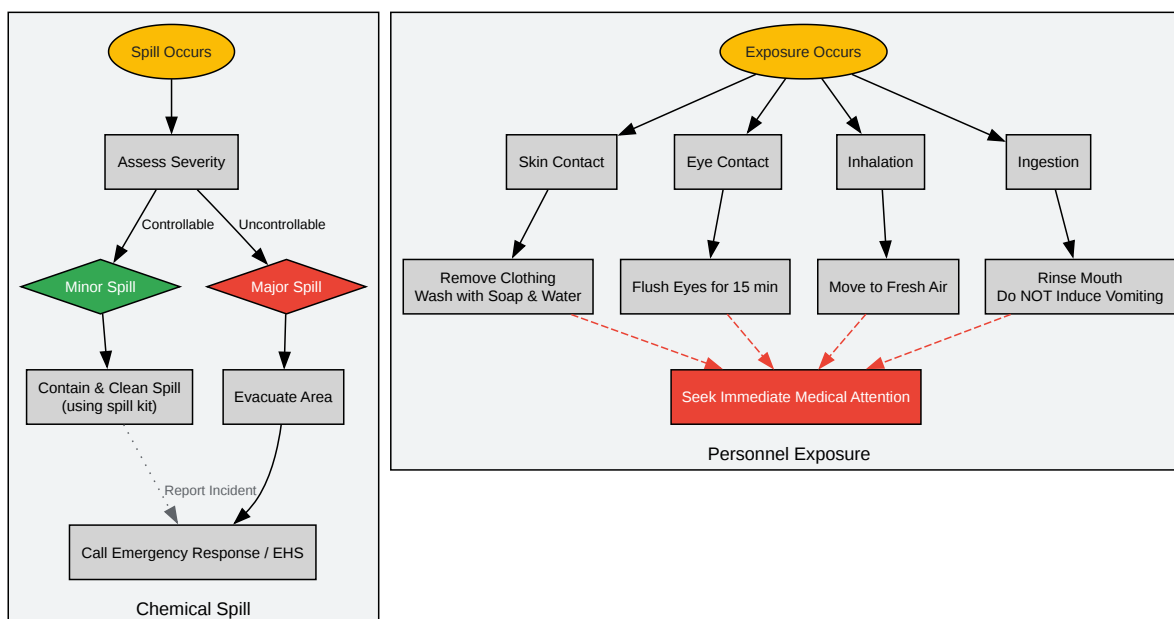 Spill Occurs
Assess Severity
Controllable
Uncontrollable
Minor Spill
Major Spill
Contain & Clean Spill
(using spill kit)
Evacuate Area
Report Incident
Call Emergency Response / EHS
Chemical Spill
Exposure Occurs
Skin Contact
Eye Contact
Inhalation
Ingestion
Remove Clothing
Wash with Soap & Water
Flush Eyes for 15 min
Move to Fresh Air
Rinse Mouth
Do NOT Induce Vomiting
Seek Immediate Medical Attention
Personnel Exposure